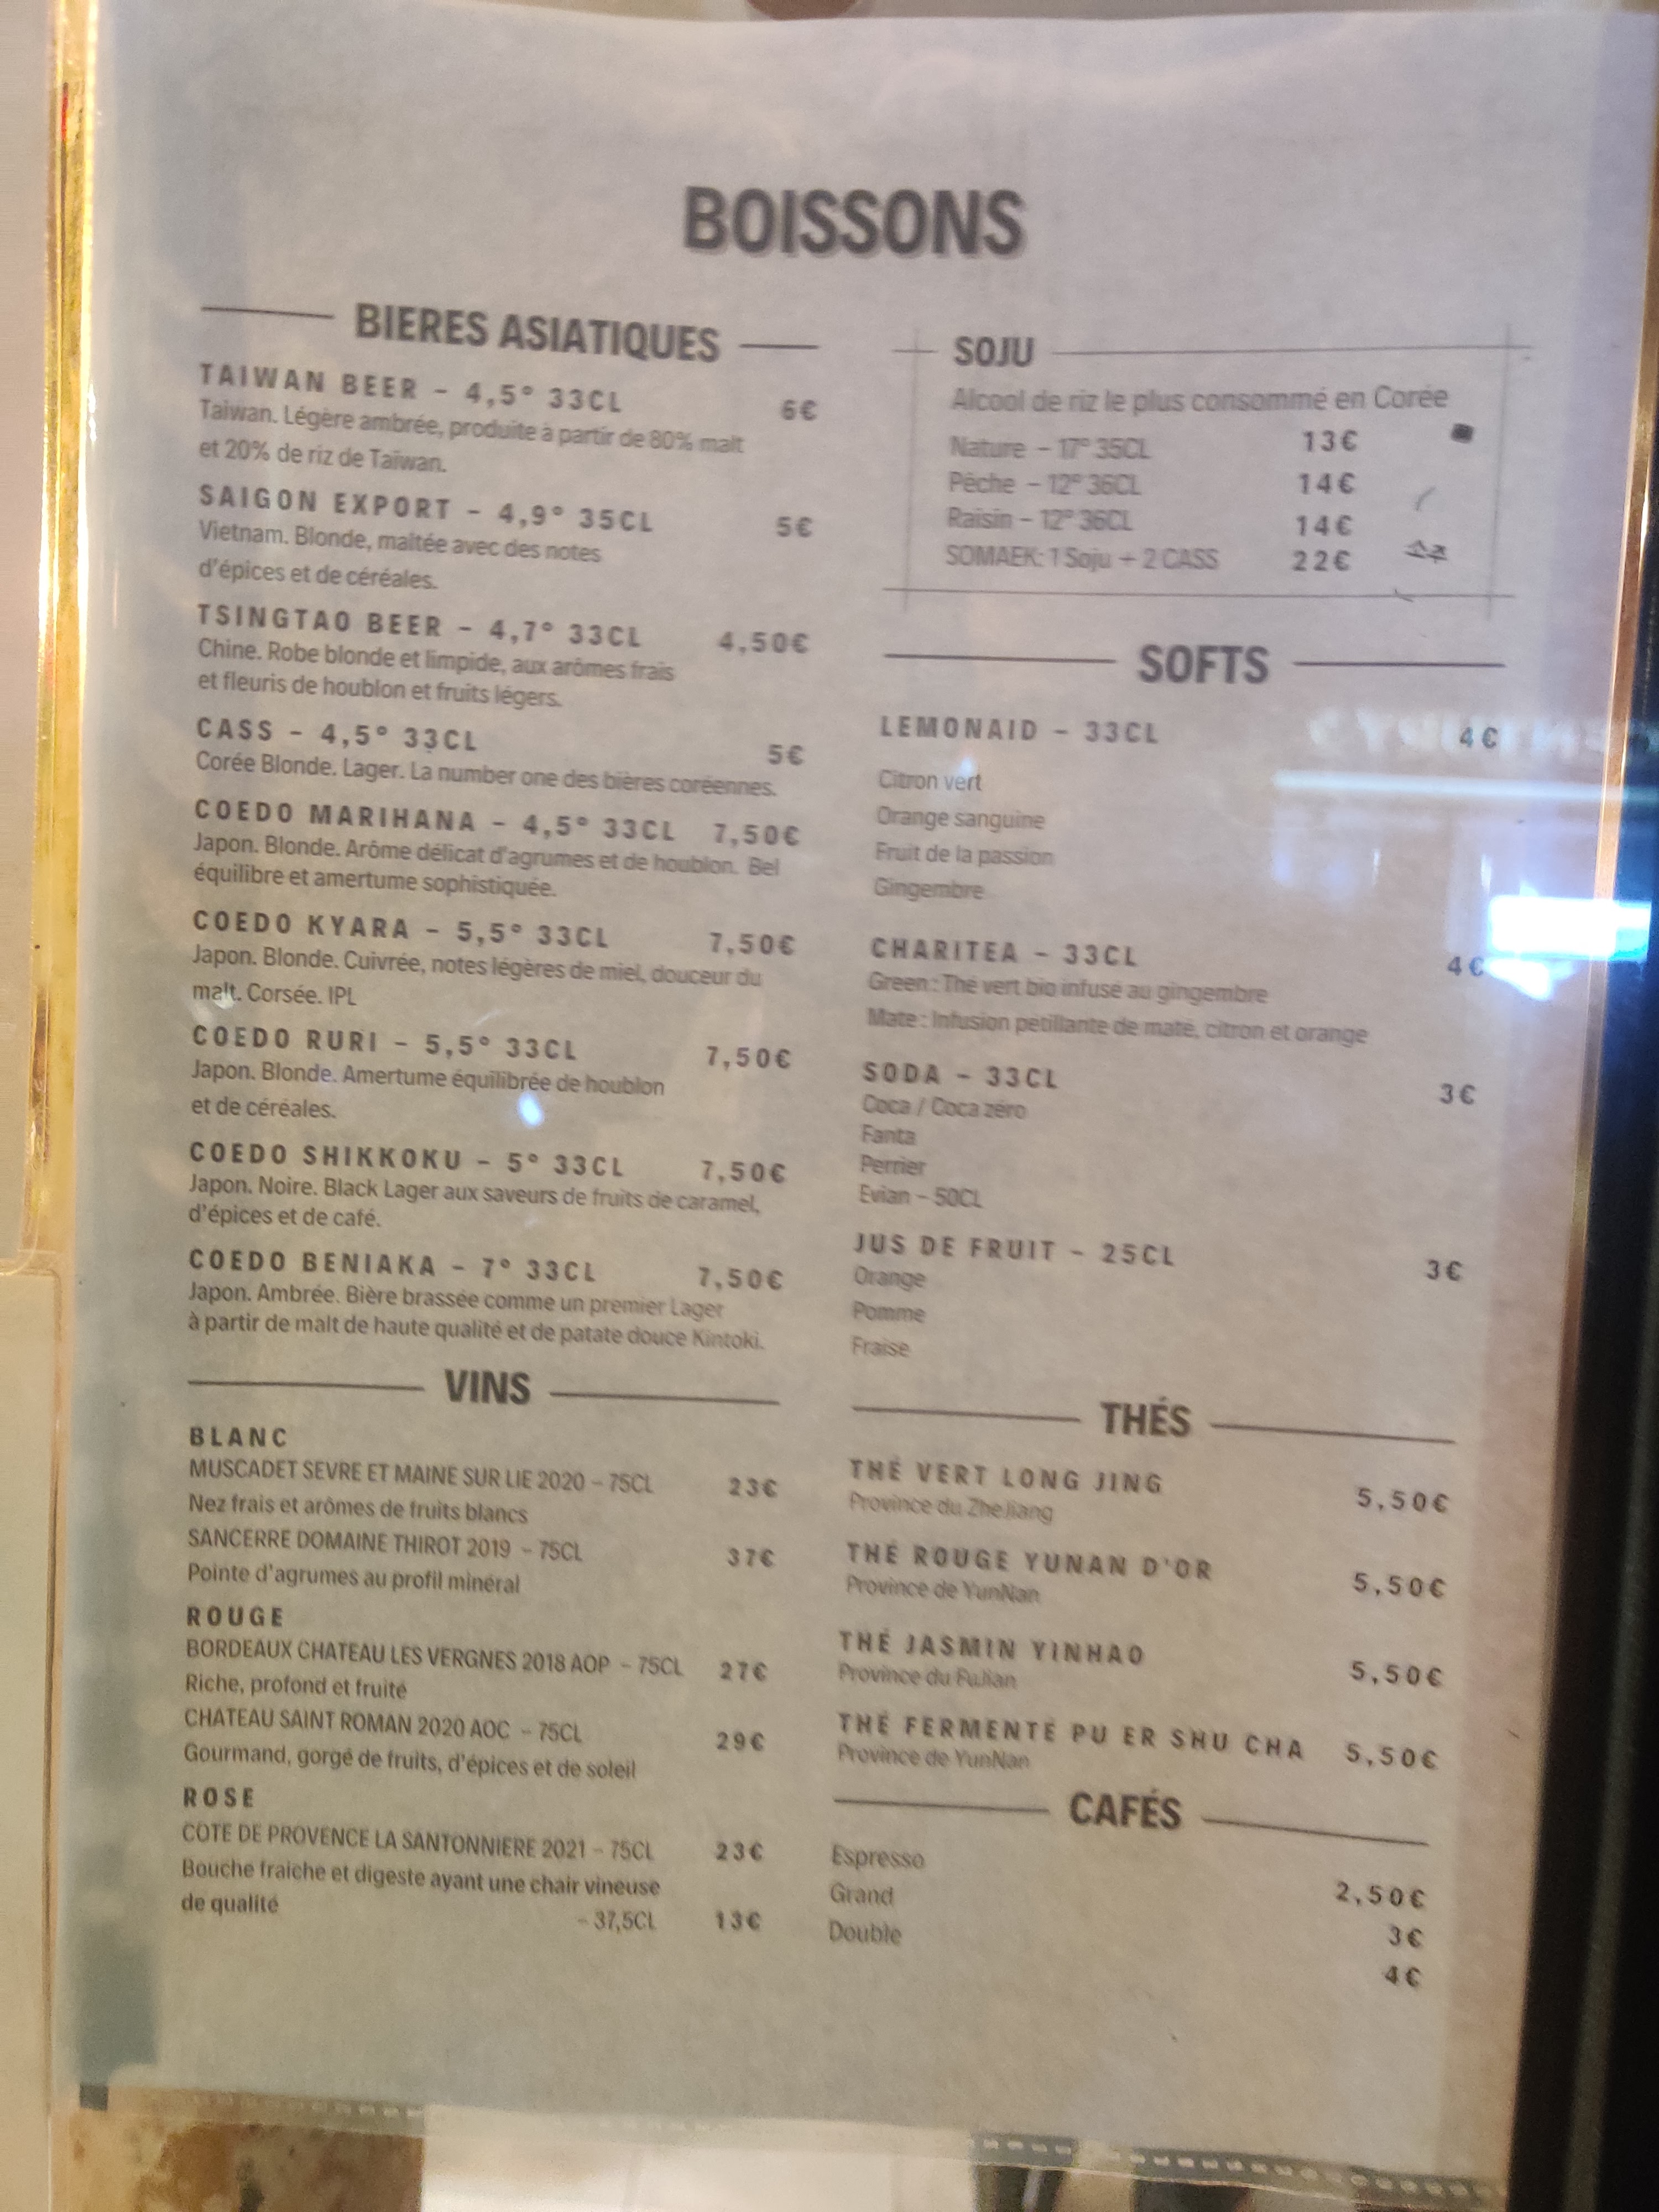 BOISSONS
BIERES ASIATIQUES
TAIWAN BEER - 4,5° 33CL 6€
Taiwan. Légère ambrée, produite à partir de 80% malt
et 20% de riz de Taïwan.
SAIGON EXPORT - 4,9° 35CL 5€
Vietnam. Blonde, maltée avec des notes
d'épices et de céréales.
TSINGTAO BEER - 4,7° 33CL 4,50€
Chine. Robe blonde et limpide, aux arômes frais
et fleuris de houblon et fruits légers.
CASS - 4,5° 33CL 5€
Corée Blonde. Lager. La number one des bières coréennes.
COEDO MARIHANA - 4,5° 33CL 7,50€
Japon. Blonde. Arôme délicat d'agrumes et de houblon. Bel
équilibre et amertume sophistiquée.
COEDO KYARA - 5,5° 33CL 7,50€
Japon. Blonde. Cuivrée, notes légères de miel, douceur du
malt. Corsée. IPL
COEDO RURI - 5,5° 33CL 7,50€
Japon. Blonde. Amertume équilibrée de houblon
et de céréales.
COEDO SHIKKOKU - 5° 33CL 7,50€
Japon. Noire. Black Lager aux saveurs de fruits de caramel,
d'épices et de café.
COEDO BENIAKA - 7° 33CL 7,50€
Japon. Ambrée. Bière brassée comme un premier Lager
à partir de malt de haute qualité et de patate douce Kintoki.
VINS
BLANC
MUSCADET SEVRE ET MAINE SUR LIE 2020 - 75CL 23€
Nez frais et arômes de fruits blancs
SANCERRE DOMAINE THIROT 2019 - 75CL 37€
Pointe d'agrumes au profil minéral
ROUGE
BORDEAUX CHATEAU LES VERGNES 2018 AOP - 75CL 27€
Riche, profond et fruité
CHATEAU SAINT ROMAN 2020 AOC - 75CL 29€
Gourmand, gorgé de fruits, d'épices et de soleil
ROSE
COTE DE PROVENCE LA SANTONNIERE 2021 - 75CL 23€
Bouche fraiche et digeste ayant une chair vineuse
de qualité
- 37,5CL 13€
SOJU
Alcool de riz le plus consommé en Corée
Nature - 17° 35CL 13€
Pêche - 12° 36CL 14€
Raisin - 12° 36CL 14€
SOMAEK: 1 Soju + 2 CASS 22€
SOFTS
LEMONAID - 33CL 4€
Citron vert
Orange sanguine
Fruit de la passion
Gingembre
CHARITEA - 33CL 4€
Green : Thé vert bio infusé au gingembre
Mate : Infusion pétillante de maté, citron et orange
SODA - 33CL 3€
Coca / Coca zéro
Fanta
Perrier
Evian - 50CL
JUS DE FRUIT - 25CL 3€
Orange
Pomme
Fraise
THÉS
THÉ VERT LONG JING 5,50€
Province du ZheJiang
THÉ ROUGE YUNAN D'OR 5,50€
Province de YunNan
THÉ JASMIN YINHAO 5,50€
Province du FuJian
THÉ FERMENTÉ PU ER SHU CHA 5,50€
Province de YunNan
CAFÉS
Espresso 2,50€
Grand 3€
Double 4€